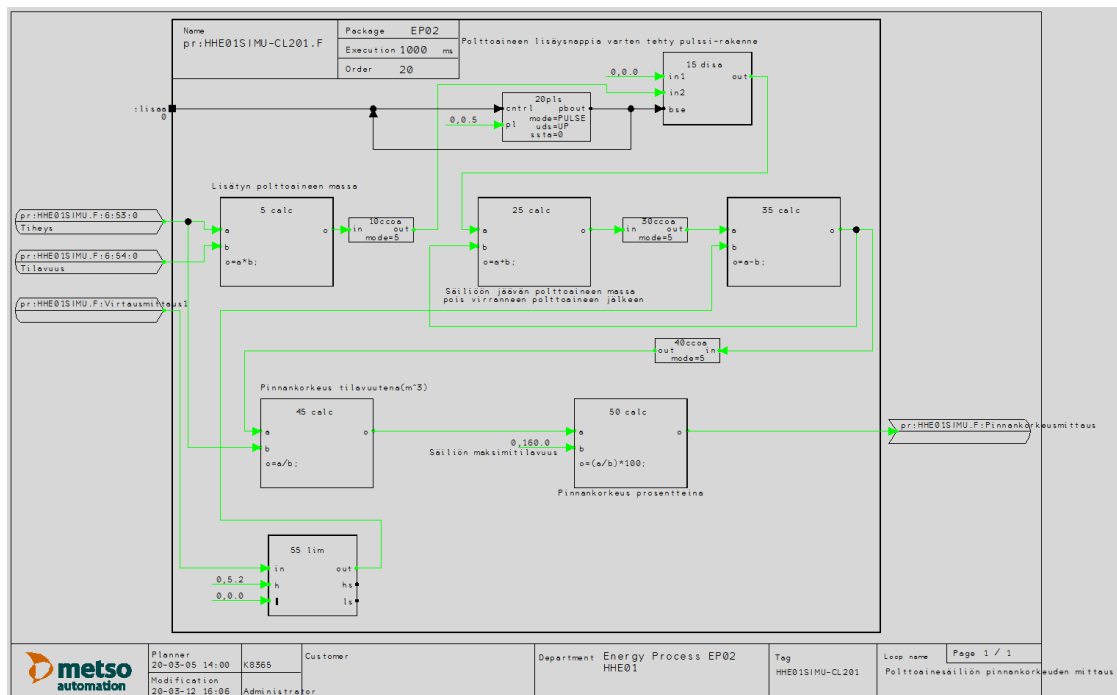 Name
pr:HHE01SIMU-CL201.F
Package EP02
Execution 1000 ms
Order 20
Polttoaineen lisäysnappia varten tehty pulssi-rakenne
15 disa
0,0.0
in1
out
in2
bse
:lisaa
0
20pls
cntrl pbout
mode=PULSE
uds=UP
ssta=0
0,0.5
pl
Lisätyn polttoaineen massa
pr:HHE01SIMU.F:6:53:0
Tiheys
5 calc
a
o
b
o=a*b;
10ccoa
in out
mode=5
25 calc
a
o
b
o=a+b;
30ccoa
in out
mode=5
35 calc
a
o
b
o=a-b;
pr:HHE01SIMU.F:6:54:0
Tilavuus
Säiliöön jäävän polttoaineen massa
pois virranneen polttoaineen jälkeen
pr:HHE01SIMU.F:Virtausmittaus1
40ccoa
out in
mode=5
Pinnankorkeus tilavuutena(m^3)
45 calc
a
o
b
o=a/b;
50 calc
a
o
0,160.0
b
Säiliön maksimitilavuus
o=(a/b)*100;
Pinnankorkeus prosentteina
pr:HHE01SIMU.F:Pinnankorkeusmittaus
55 lim
in
out
0,5.2
h
hs
0,0.0
l
ls
metso
automation
Planner
20-03-05 14:00 K8365
Modification
20-03-12 16:06 Administrator
Customer
Department Energy Process EP02
HHE01
Tag
HHE01SIMU-CL201
Loop name
Page 1 / 1
Polttoainesäiliön pinnankorkeuden mittaus